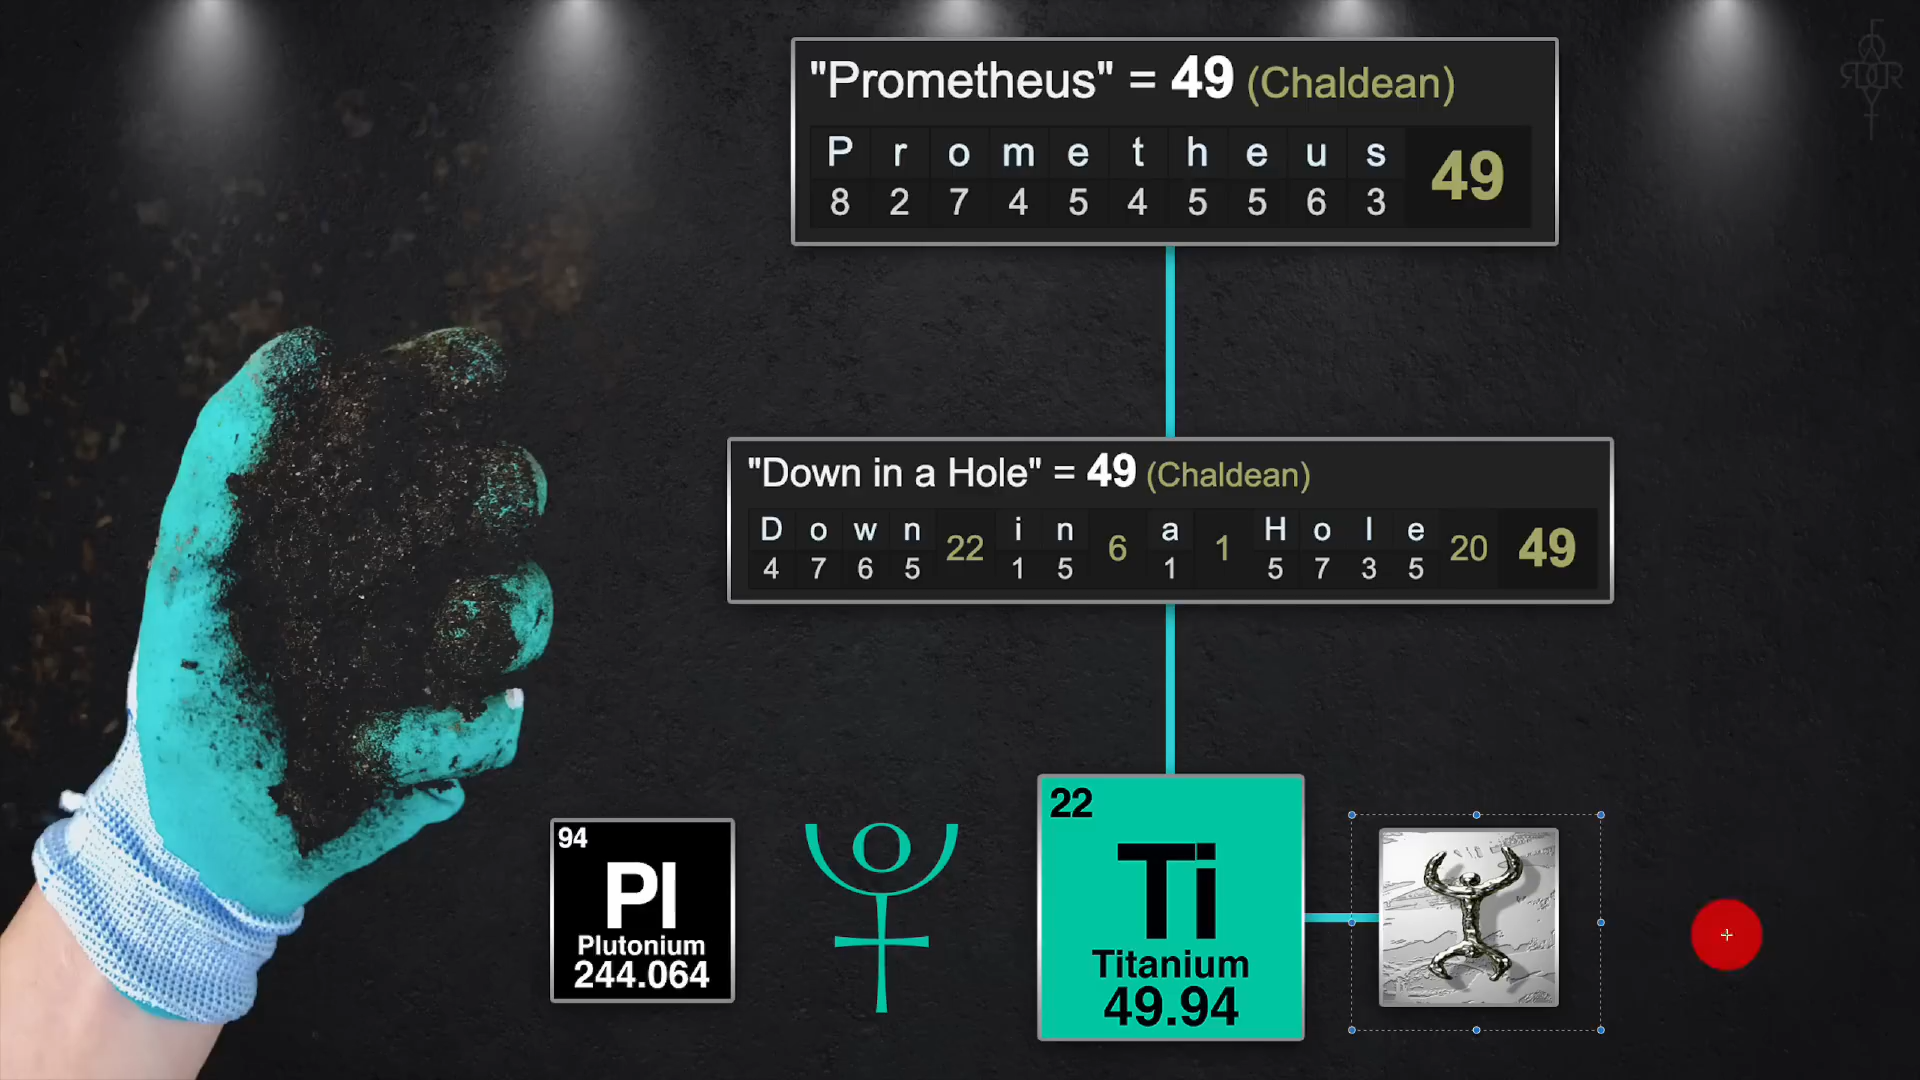 "Prometheus" = 49 (Chaldean)
P r o m e t h e u s
8 2 7 4 5 4 5 5 6 3 49
"Down in a Hole" = 49 (Chaldean)
D o w n 22 i n 6 a 1 H o l e 20 49
4 7 6 5 1 5 1 5 7 3 5
94
Pl
Plutonium
244.064
22
Ti
Titanium
49.94